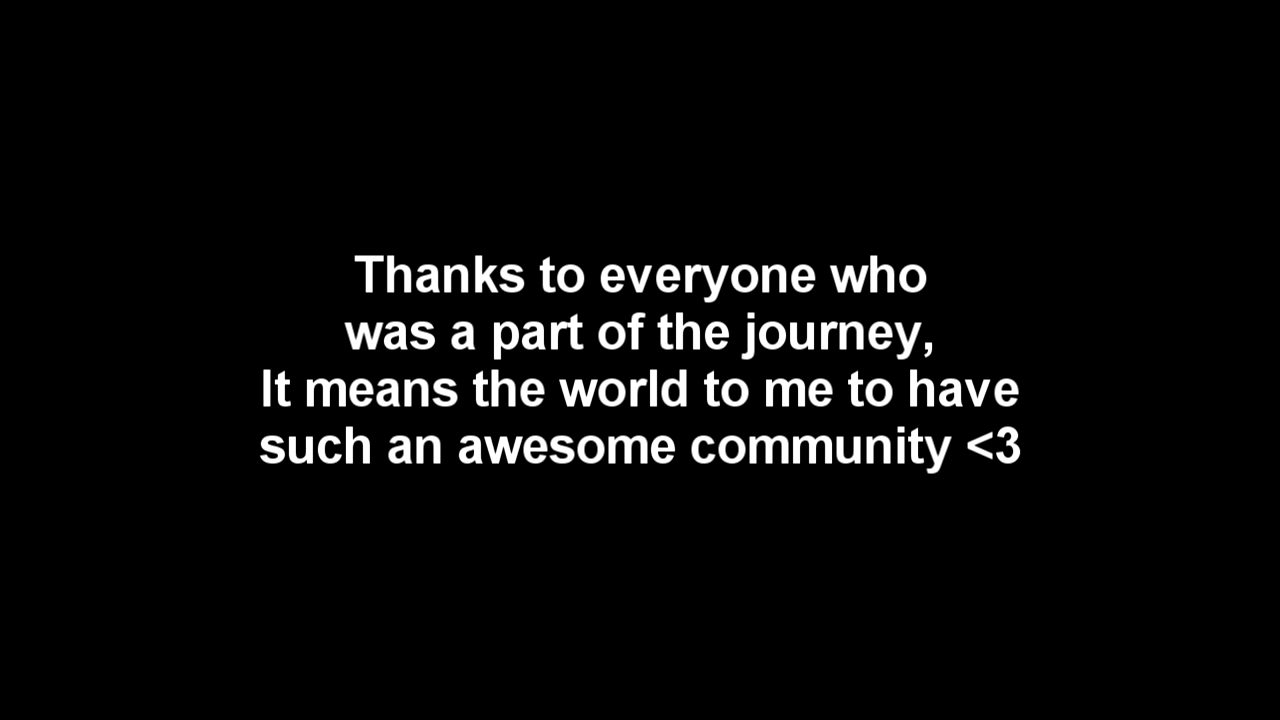 Thanks to everyone who
was a part of the journey,
It means the world to me to have
such an awesome community <3